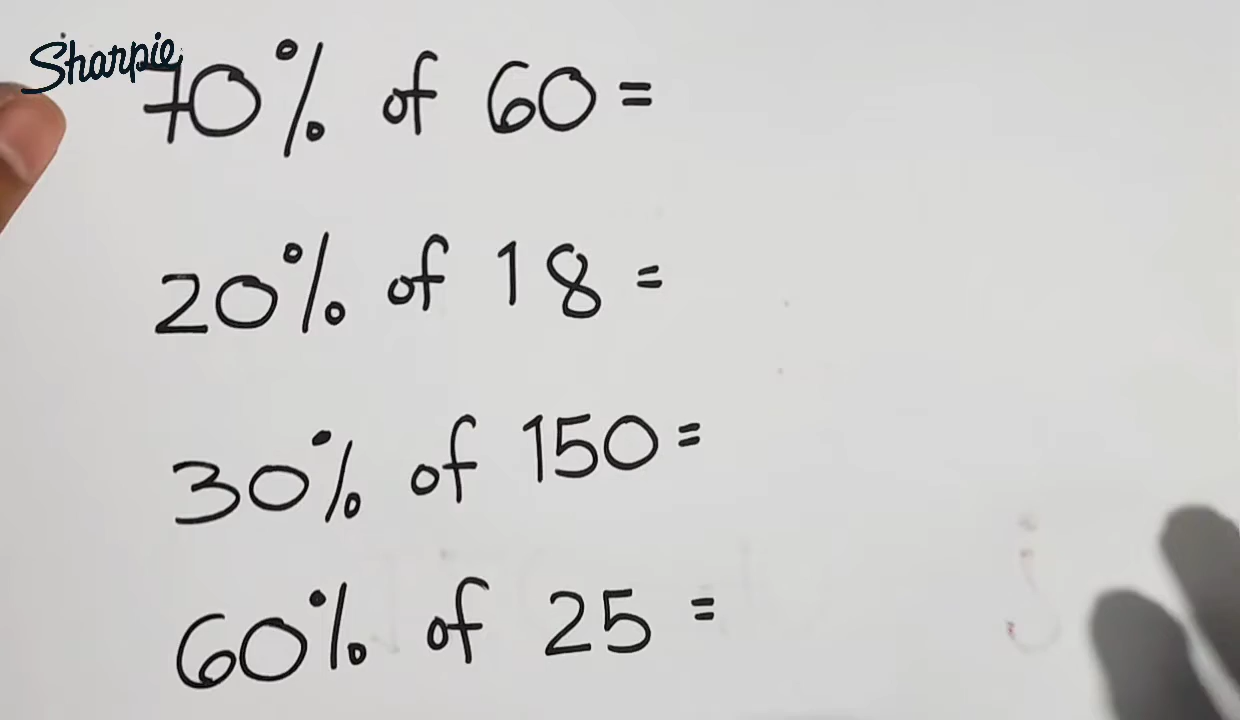 Sharpie
70% of 60 =
20% of 18 =
30% of 150 =
60% of 25 =